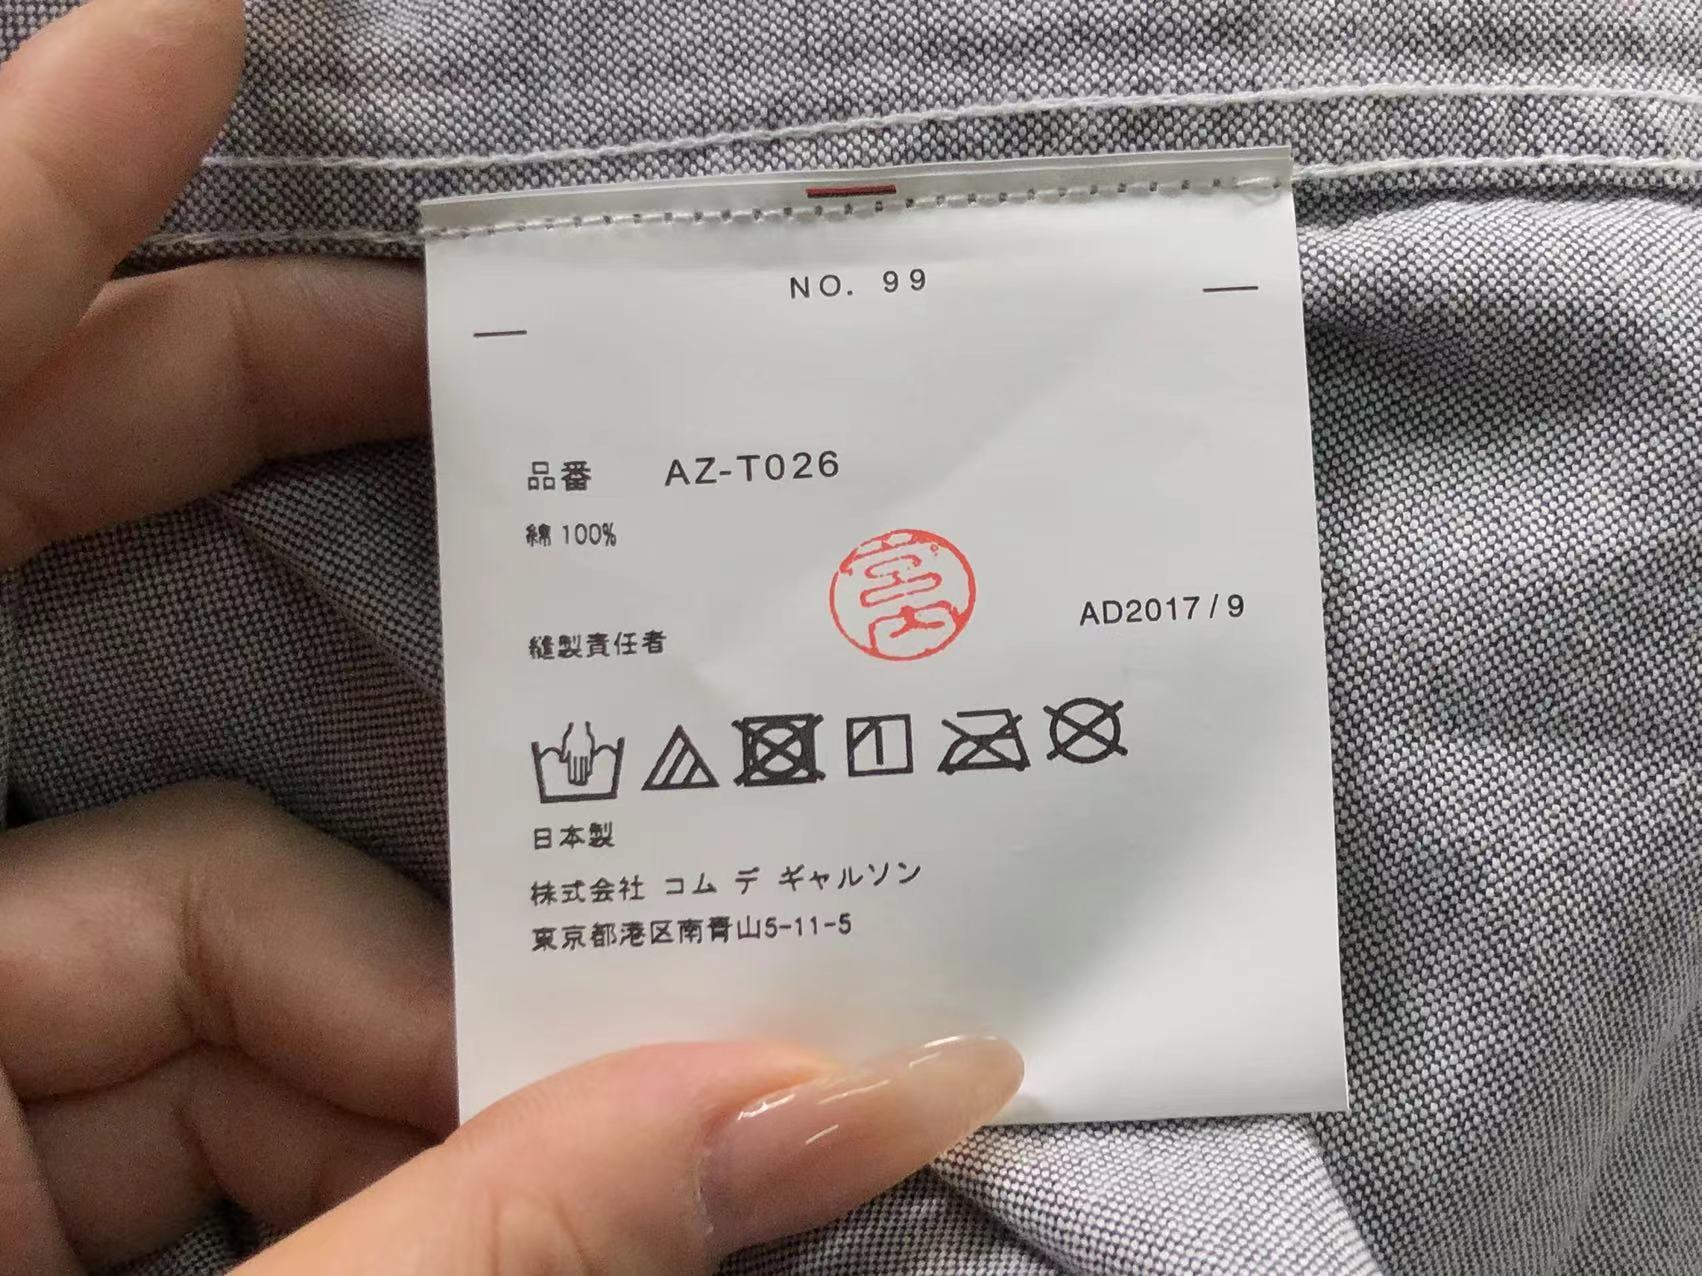 NO. 99
品番 AZ-T026
綿 100%
AD2017/9
縫製責任者
日本製
株式会社 コム デ ギャルソン
東京都港区南青山5-11-5